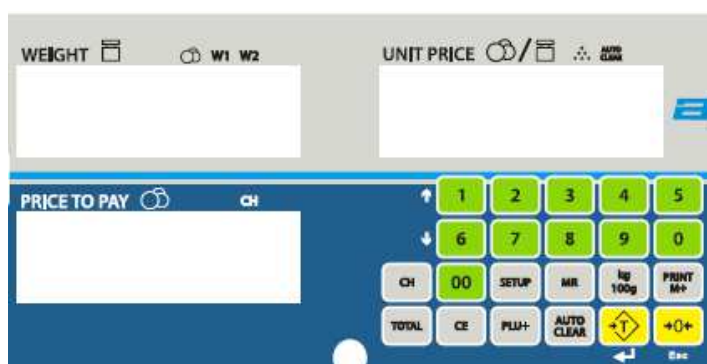 WEIGHT W1 W2 UNIT PRICE / AUTO CLEAR
PRICE TO PAY CH
1 2 3 4 5
6 7 8 9 0
CH 00 SETUP MR kg 100g PRINT M+
TOTAL CE PLU+ AUTO CLEAR →T← →0←
Esc